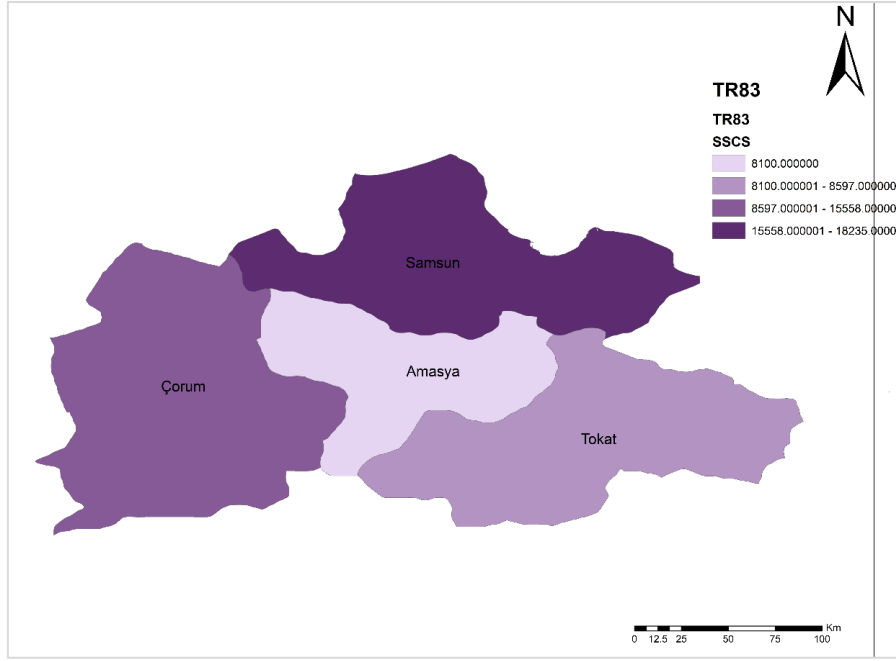 N
TR83
TR83
SSCS
8100.000000
8100.000001 - 8597.000000
8597.000001 - 15558.000000
15558.000001 - 18235.0000
Samsun
Amasya
Çorum
Tokat
Km
0 12.5 25 50 75 100